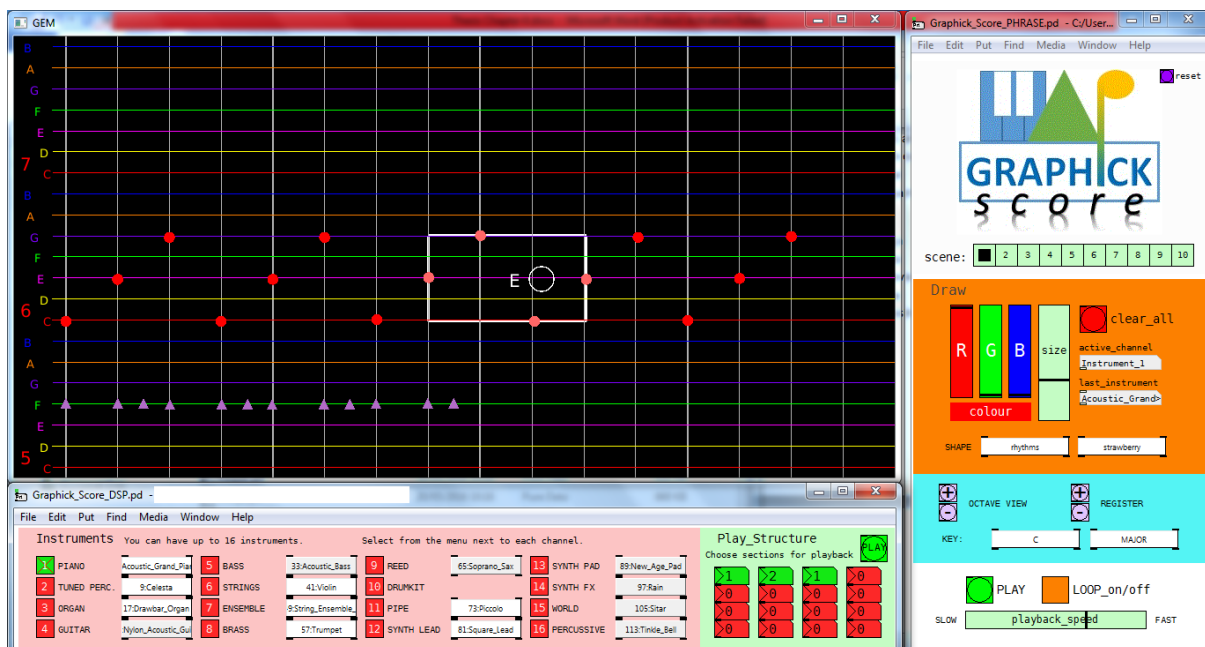 GEM
B
A
G
F
E
D
7
C
B
A
G
F
E
D
6
C
B
A
G
F
E
D
5
C
E
Graphick_Score_PHRASE.pd - C:/User...
File Edit Put Find Media Window Help
reset
GRAPHICK
score
scene: 2 3 4 5 6 7 8 9 10
Draw
R G B size
clear_all
active_channel
Instrument_1
last_instrument
Acoustic_Grand>
colour
SHAPE rhythms strawberry
+ OCTAVE VIEW + REGISTER
- -
KEY: C MAJOR
PLAY LOOP_on/off
SLOW playback_speed FAST
Graphick_Score_DSP.pd -
File Edit Put Find Media Window Help
Instruments You can have up to 16 instruments. Select from the menu next to each channel.
1 PIANO Acoustic_Grand_Pian 5 BASS 33:Acoustic_Bass 9 REED 65:Soprano_Sax 13 SYNTH PAD 89:New_Age_Pad
2 TUNED PERC. 9:Celesta 6 STRINGS 41:Violin 10 DRUMKIT 14 SYNTH FX 97:Rain
3 ORGAN 17:Drawbar_Organ 7 ENSEMBLE 9:String_Ensemble_ 11 PIPE 73:Piccolo 15 WORLD 105:Sitar
4 GUITAR :Nylon_Acoustic_Gui 8 BRASS 57:Trumpet 12 SYNTH LEAD 81:Square_Lead 16 PERCUSSIVE 113:Tinkle_Bell
Play_Structure
Choose sections for playback
PLAY
>1 >2 >1 >0
>0 >0 >0 >0
>0 >0 >0 >0
>0 >0 >0 >0